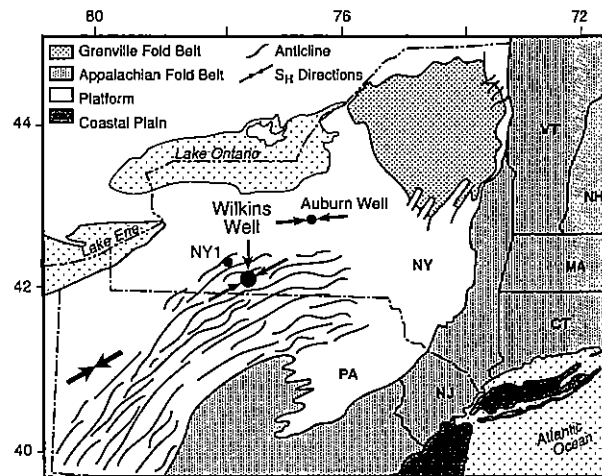 80 76 72
Grenville Fold Belt
Anticline
Appalachian Fold Belt
S_H Directions
Platform
Coastal Plain
44
42
40
Lake Ontario
Lake Erie
Wilkins
Well
Auburn Well
NY1
NY
VT
NH
MA
CT
PA
NJ
Atlantic
Ocean